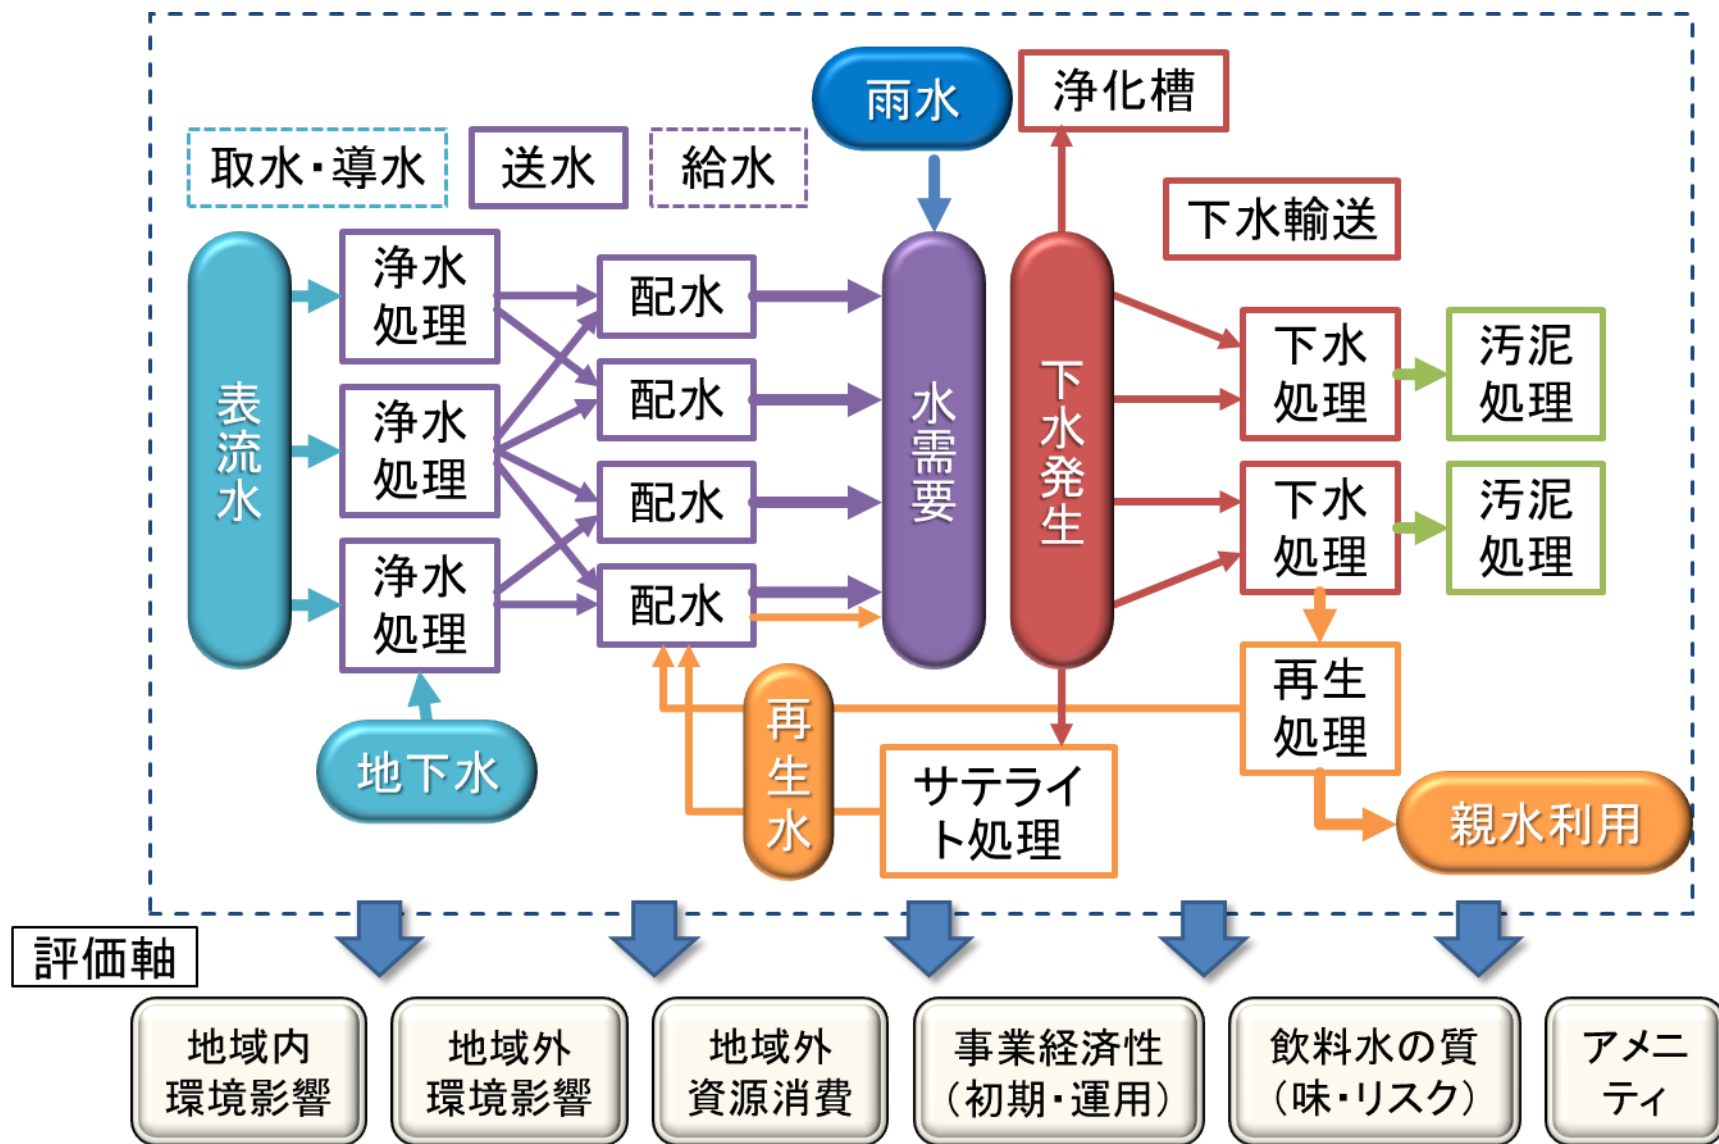 雨水
浄化槽
取水・導水
送水
給水
下水輸送
表流水
浄水
処理
浄水
処理
浄水
処理
配水
配水
配水
配水
水需要
下水発生
下水
処理
下水
処理
汚泥
処理
汚泥
処理
地下水
再生水
サテライ
ト処理
再生
処理
親水利用
評価軸
地域内
環境影響
地域外
環境影響
地域外
資源消費
事業経済性
(初期・運用)
飲料水の質
(味・リスク)
アメニ
ティ